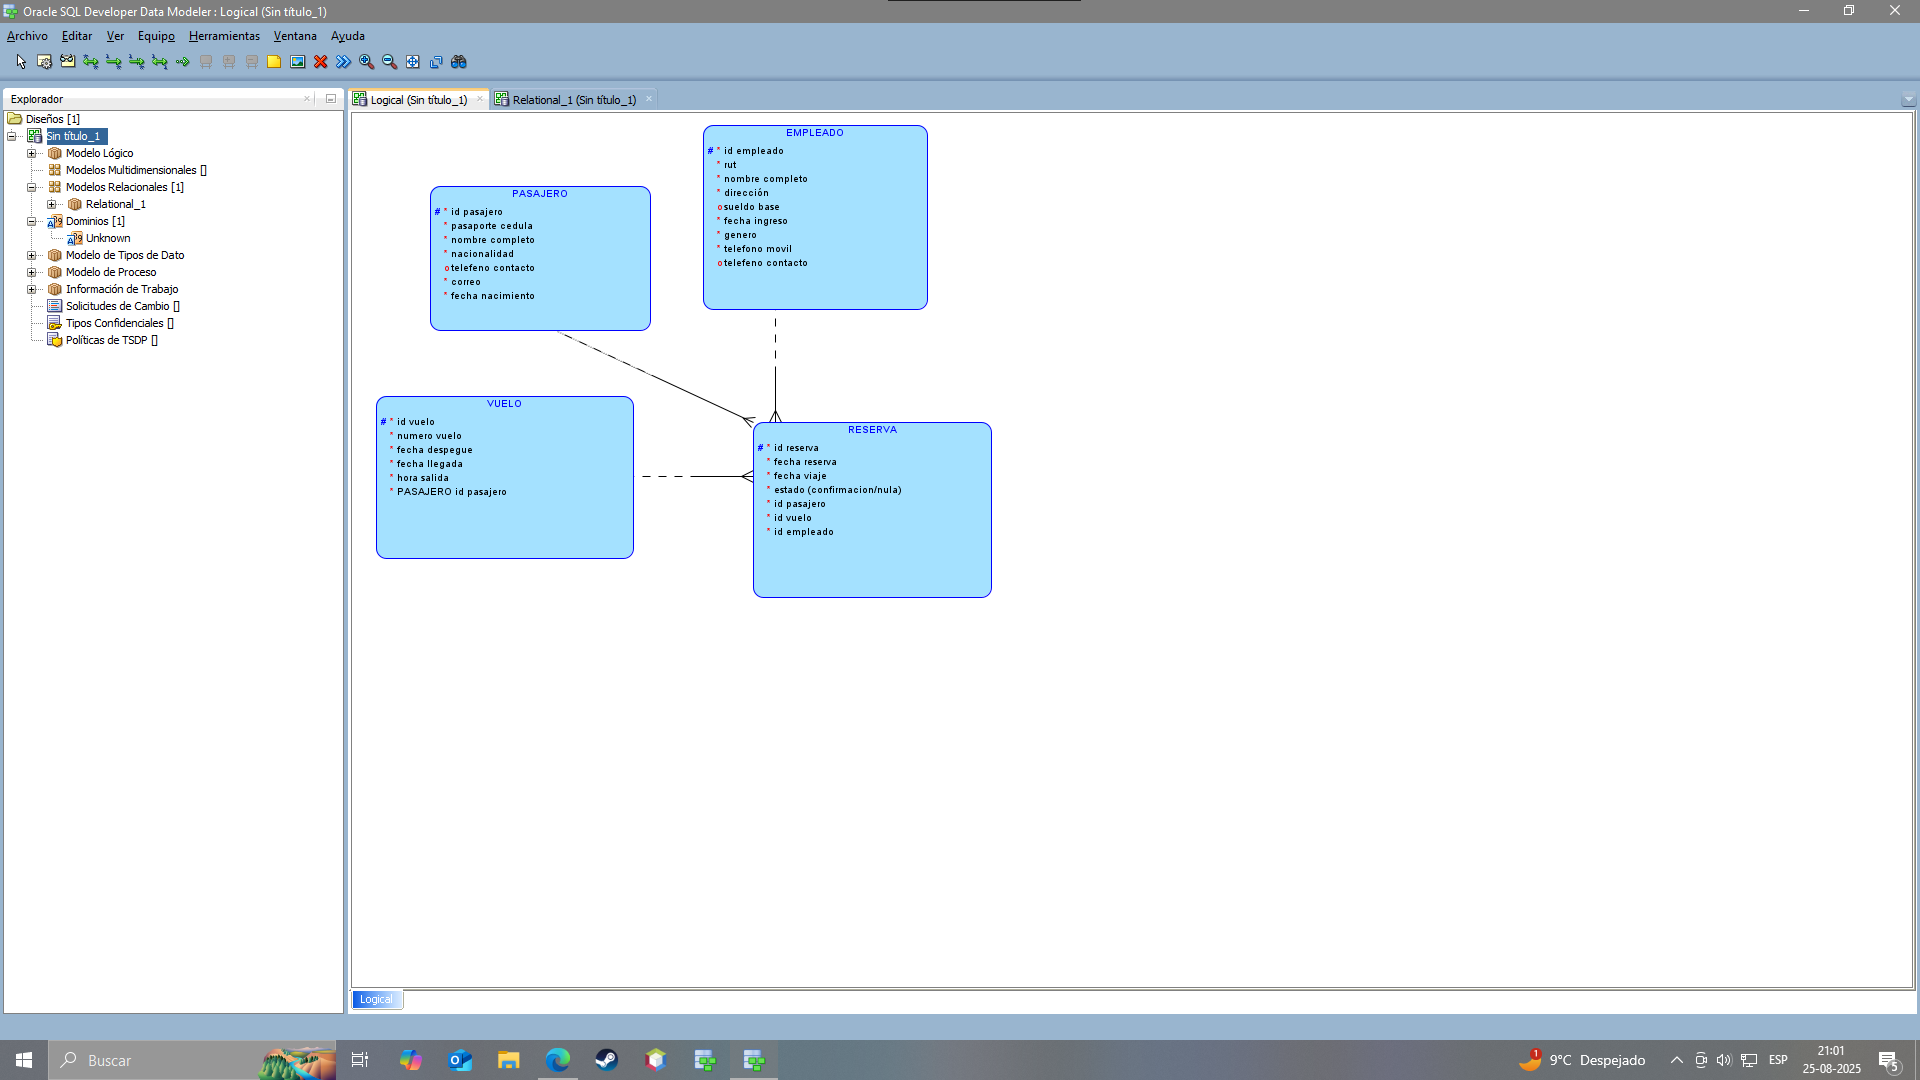 Oracle SQL Developer Data Modeler : Logical (Sin título_1)
Archivo Editar Ver Equipo Herramientas Ventana Ayuda
Explorador
Diseños [1]
Sin título_1
Modelo Lógico
Modelos Multidimensionales []
Modelos Relacionales [1]
Relational_1
Dominios [1]
Unknown
Modelo de Tipos de Dato
Modelo de Proceso
Información de Trabajo
Solicitudes de Cambio []
Tipos Confidenciales []
Políticas de TSDP []
Logical (Sin título_1)
Relational_1 (Sin título_1)
EMPLEADO
# * id empleado
* rut
* nombre completo
* dirección
o sueldo base
* fecha ingreso
* genero
* telefono movil
o telefeno contacto
PASAJERO
# * id pasajero
* pasaporte cedula
* nombre completo
* nacionalidad
o telefeno contacto
* correo
* fecha nacimiento
VUELO
# * id vuelo
* numero vuelo
* fecha despegue
* fecha llegada
* hora salida
* PASAJERO id pasajero
RESERVA
# * id reserva
* fecha reserva
* fecha viaje
* estado (confirmacion/nula)
* id pasajero
* id vuelo
* id empleado
Logical
Buscar
1
9°C Despejado
ESP
21:01
25-08-2025
5